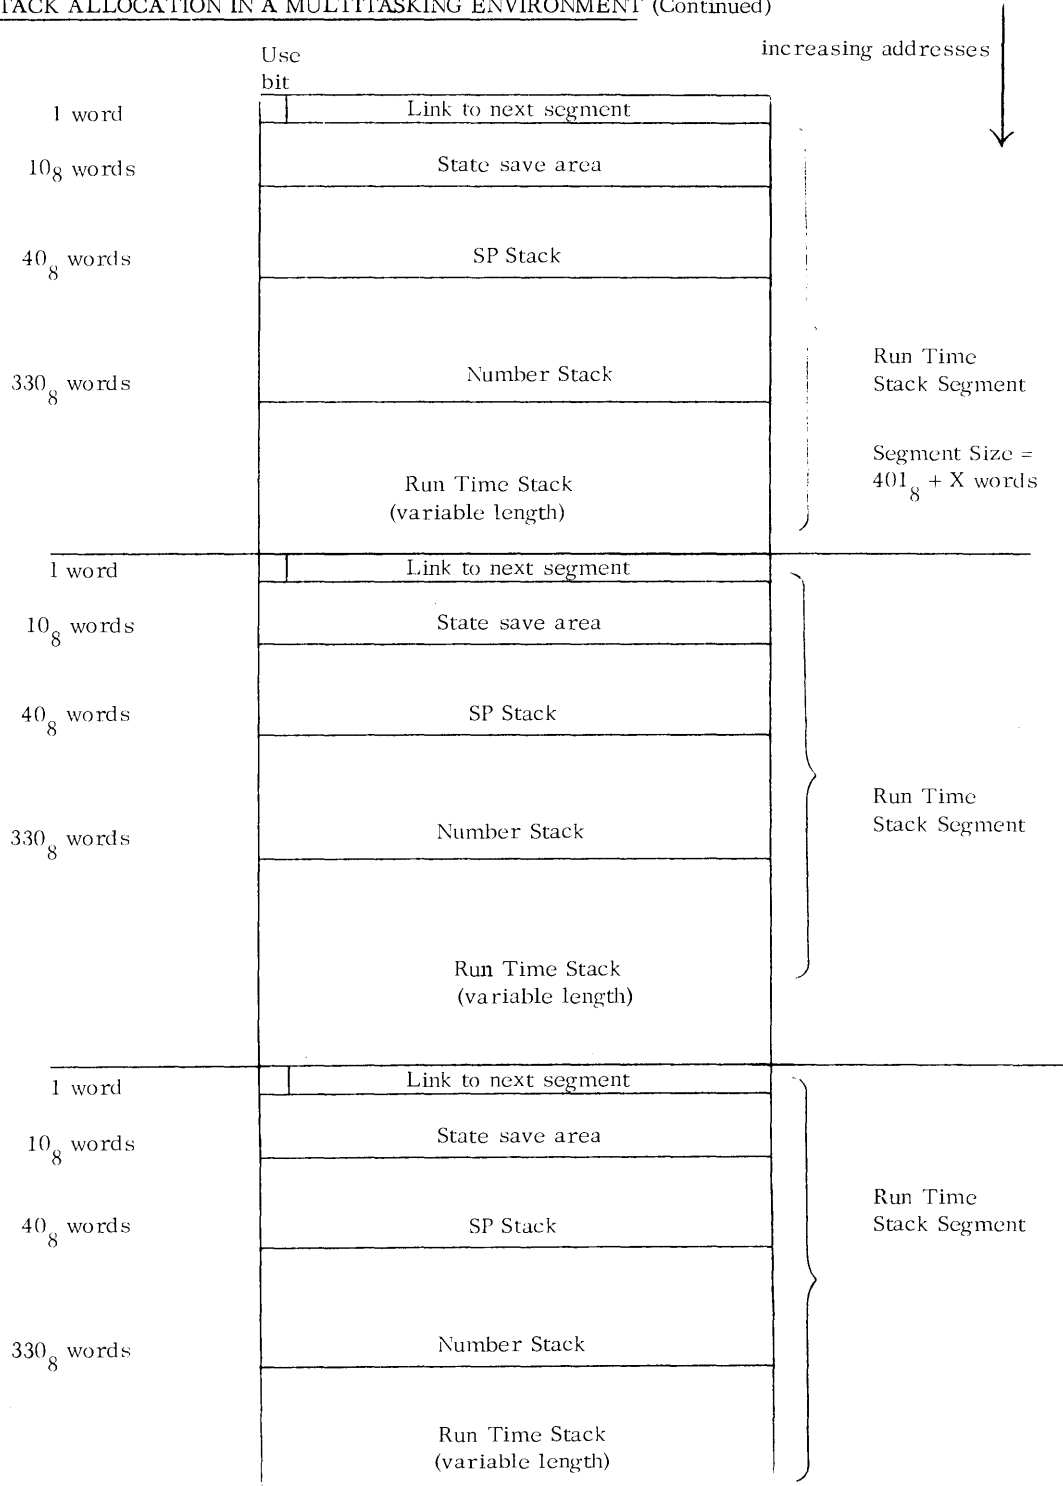 TACK ALLOCATION IN A MULTITASKING ENVIRONMENT (Continued)
increasing addresses
Use
bit
1 word
Link to next segment
10₈ words
State save area
40₈ words
SP Stack
330₈ words
Number Stack
Run Time
Stack Segment
Segment Size =
401₈ + X words
Run Time Stack
(variable length)
1 word
Link to next segment
10₈ words
State save area
40₈ words
SP Stack
330₈ words
Number Stack
Run Time
Stack Segment
Run Time Stack
(variable length)
1 word
Link to next segment
10₈ words
State save area
40₈ words
SP Stack
Run Time
Stack Segment
330₈ words
Number Stack
Run Time Stack
(variable length)